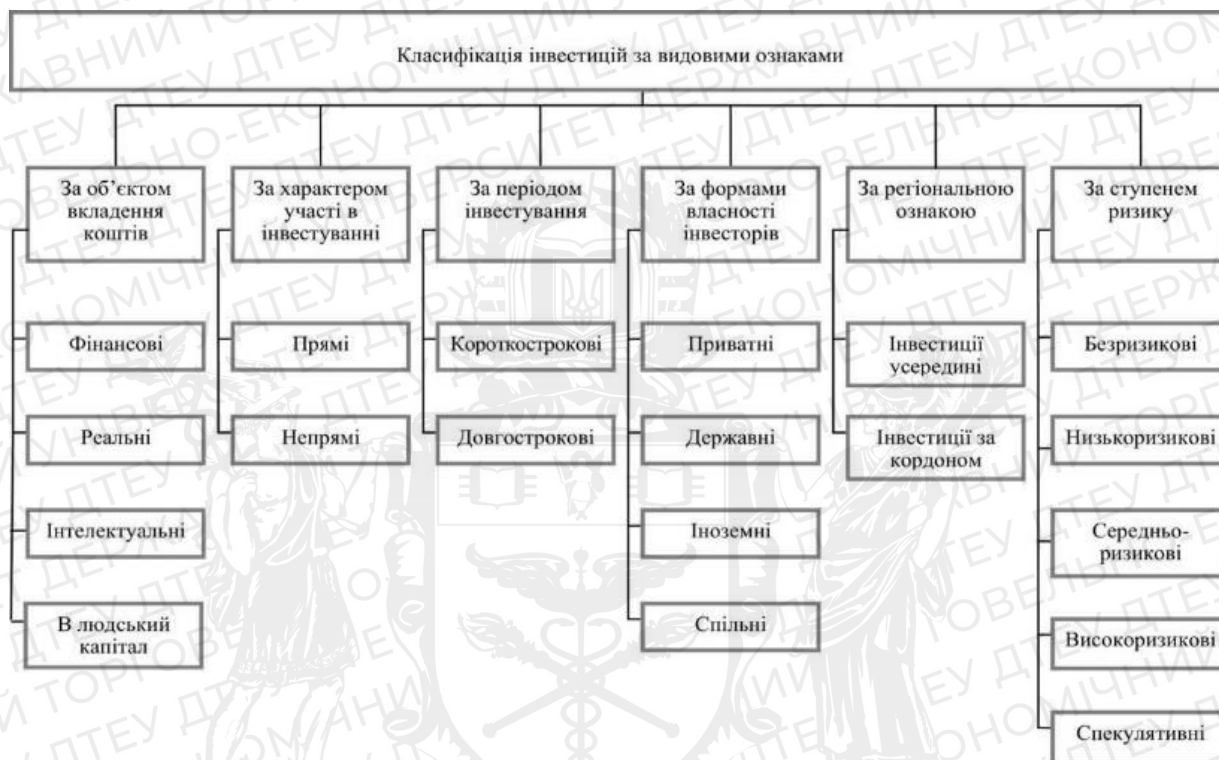 Класифікація інвестицій за видовими ознаками
За об’єктом
вкладення
коштів
Фінансові
Реальні
Інтелектуальні
В людський
капітал
За характером
участі в
інвестуванні
Прямі
Непрямі
За періодом
інвестування
Короткострокові
Довгострокові
За формами
власності
інвесторів
Приватні
Державні
Іноземні
Спільні
За регіональною
ознакою
Інвестиції
усередині
Інвестиції за
кордоном
За ступенем
ризику
Безризикові
Низькоризикові
Середньо-
ризикові
Високоризикові
Спекулятивні